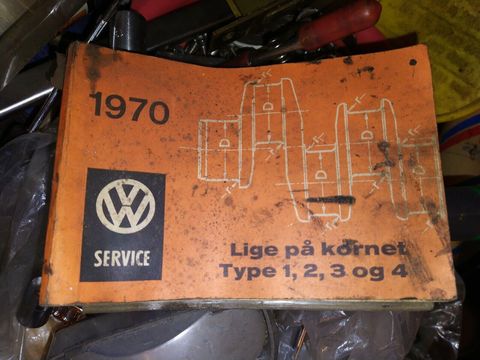 1970
VW
SERVICE
Lige på kornet
Type 1, 2, 3 og 4